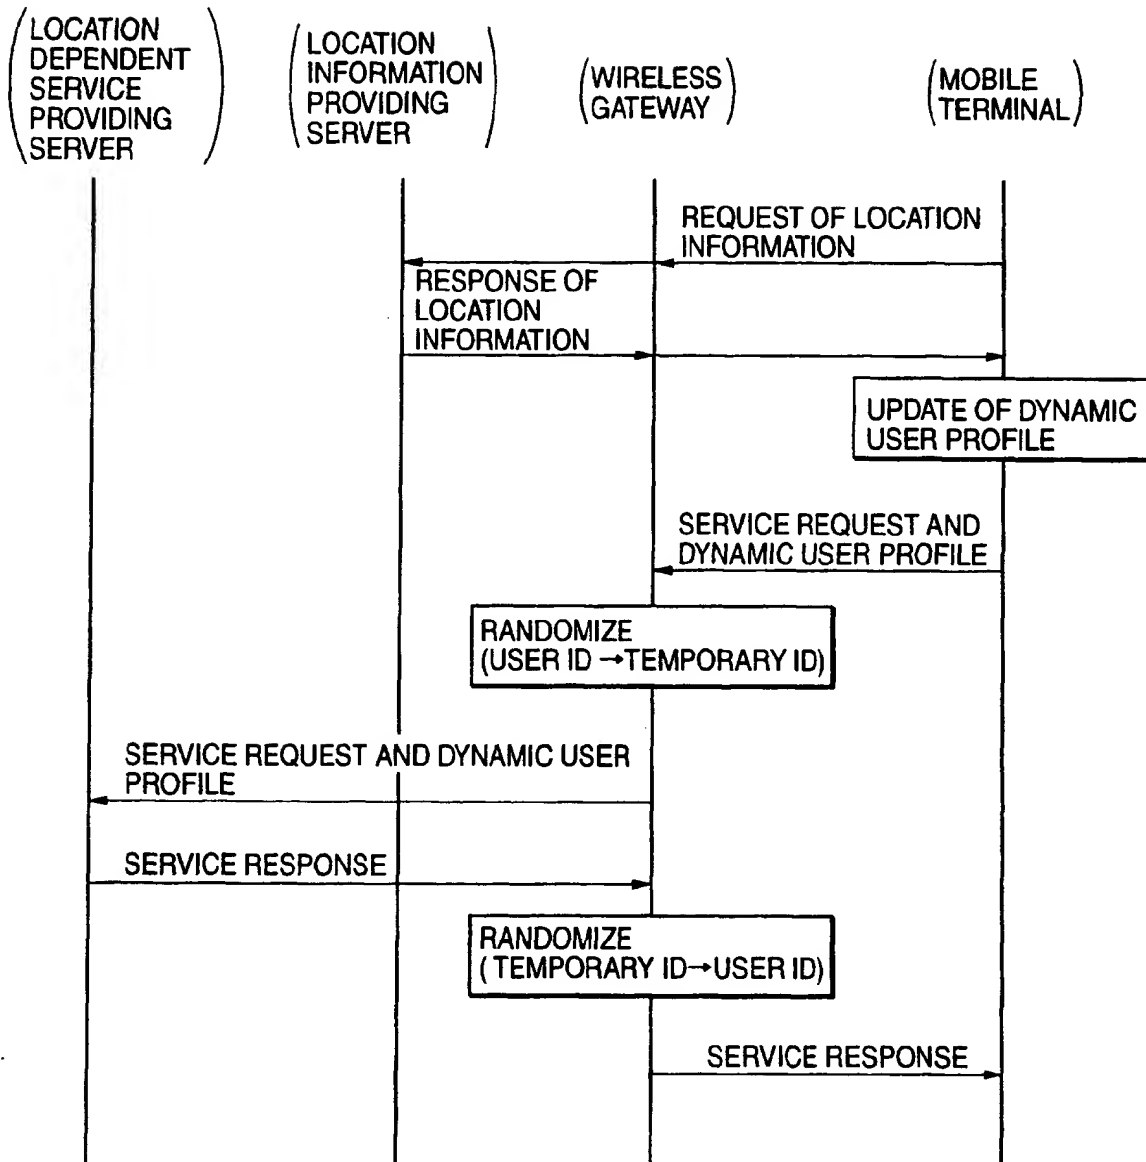 LOCATION
DEPENDENT
SERVICE
PROVIDING
SERVER
LOCATION
INFORMATION
PROVIDING
SERVER
(WIRELESS
GATEWAY)
(MOBILE
TERMINAL)
REQUEST OF LOCATION
INFORMATION
RESPONSE OF
LOCATION
INFORMATION
UPDATE OF DYNAMIC
USER PROFILE
SERVICE REQUEST AND
DYNAMIC USER PROFILE
RANDOMIZE
(USER ID→TEMPORARY ID)
SERVICE REQUEST AND DYNAMIC USER
PROFILE
SERVICE RESPONSE
RANDOMIZE
( TEMPORARY ID→USER ID)
SERVICE RESPONSE